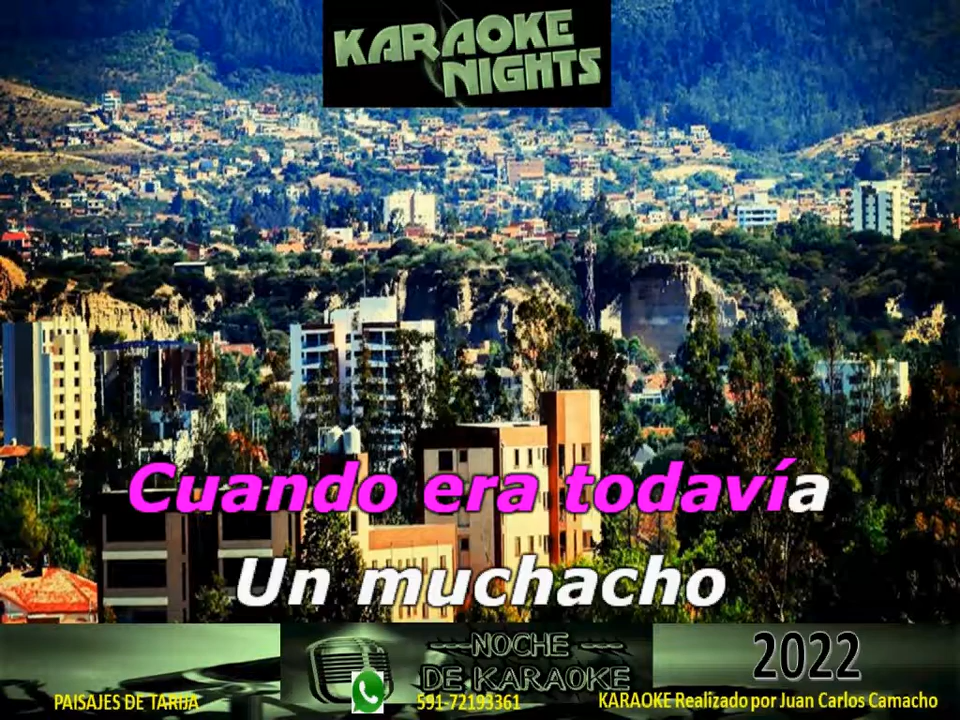 KARAOKE
NIGHTS
Cuando era todavía
Un muchacho
NOCHE
DE KARAOKE
2022
PAISAJES DE TARIJA
591-72193361
KARAOKE Realizado por Juan Carlos Camacho